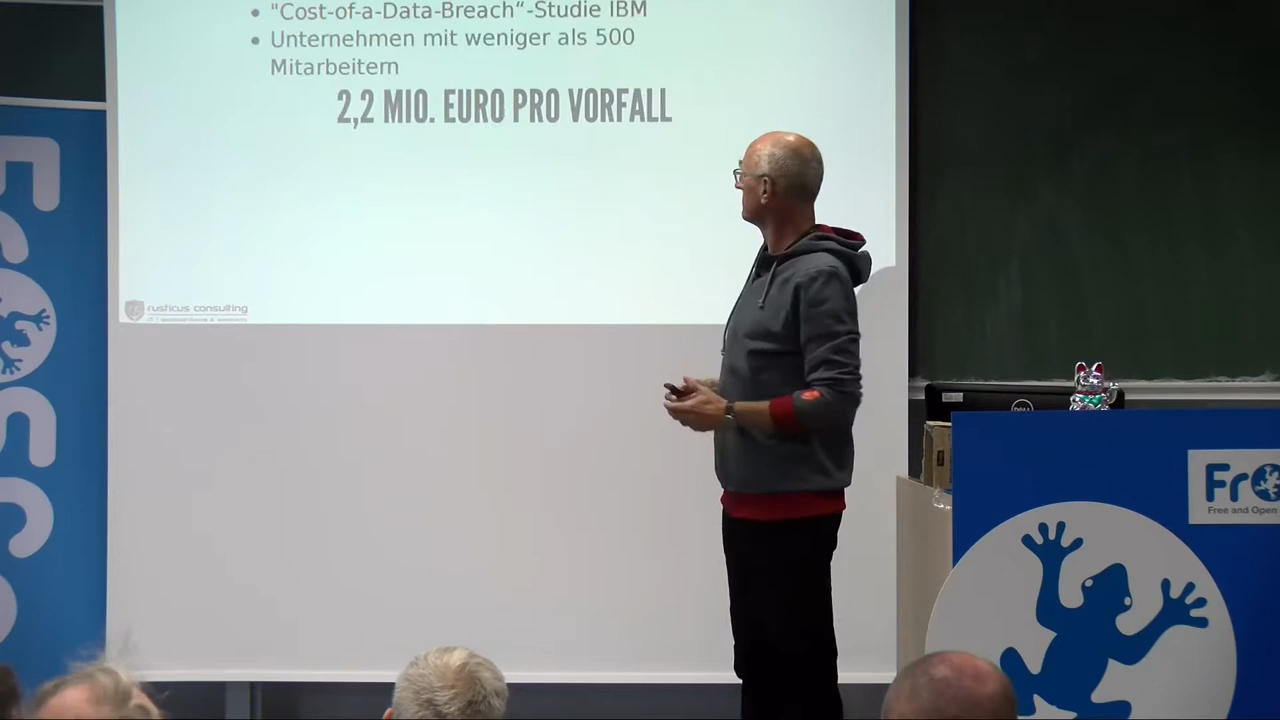 "Cost-of-a-Data-Breach“-Studie IBM
Unternehmen mit weniger als 500
Mitarbeitern
2,2 MIO. EURO PRO VORFALL
rusticus consulting
DELL
Free and Open